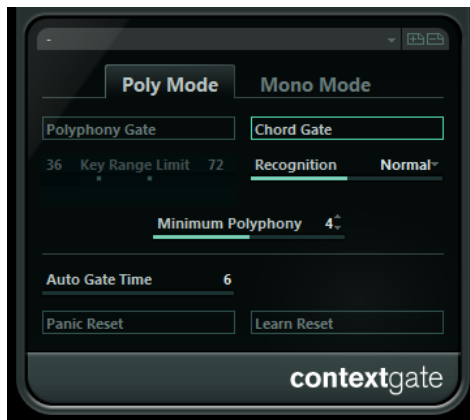 -
Poly Mode Mono Mode
Polyphony Gate Chord Gate
36 Key Range Limit 72 Recognition Normal
Minimum Polyphony 4
Auto Gate Time 6
Panic Reset Learn Reset
contextgate